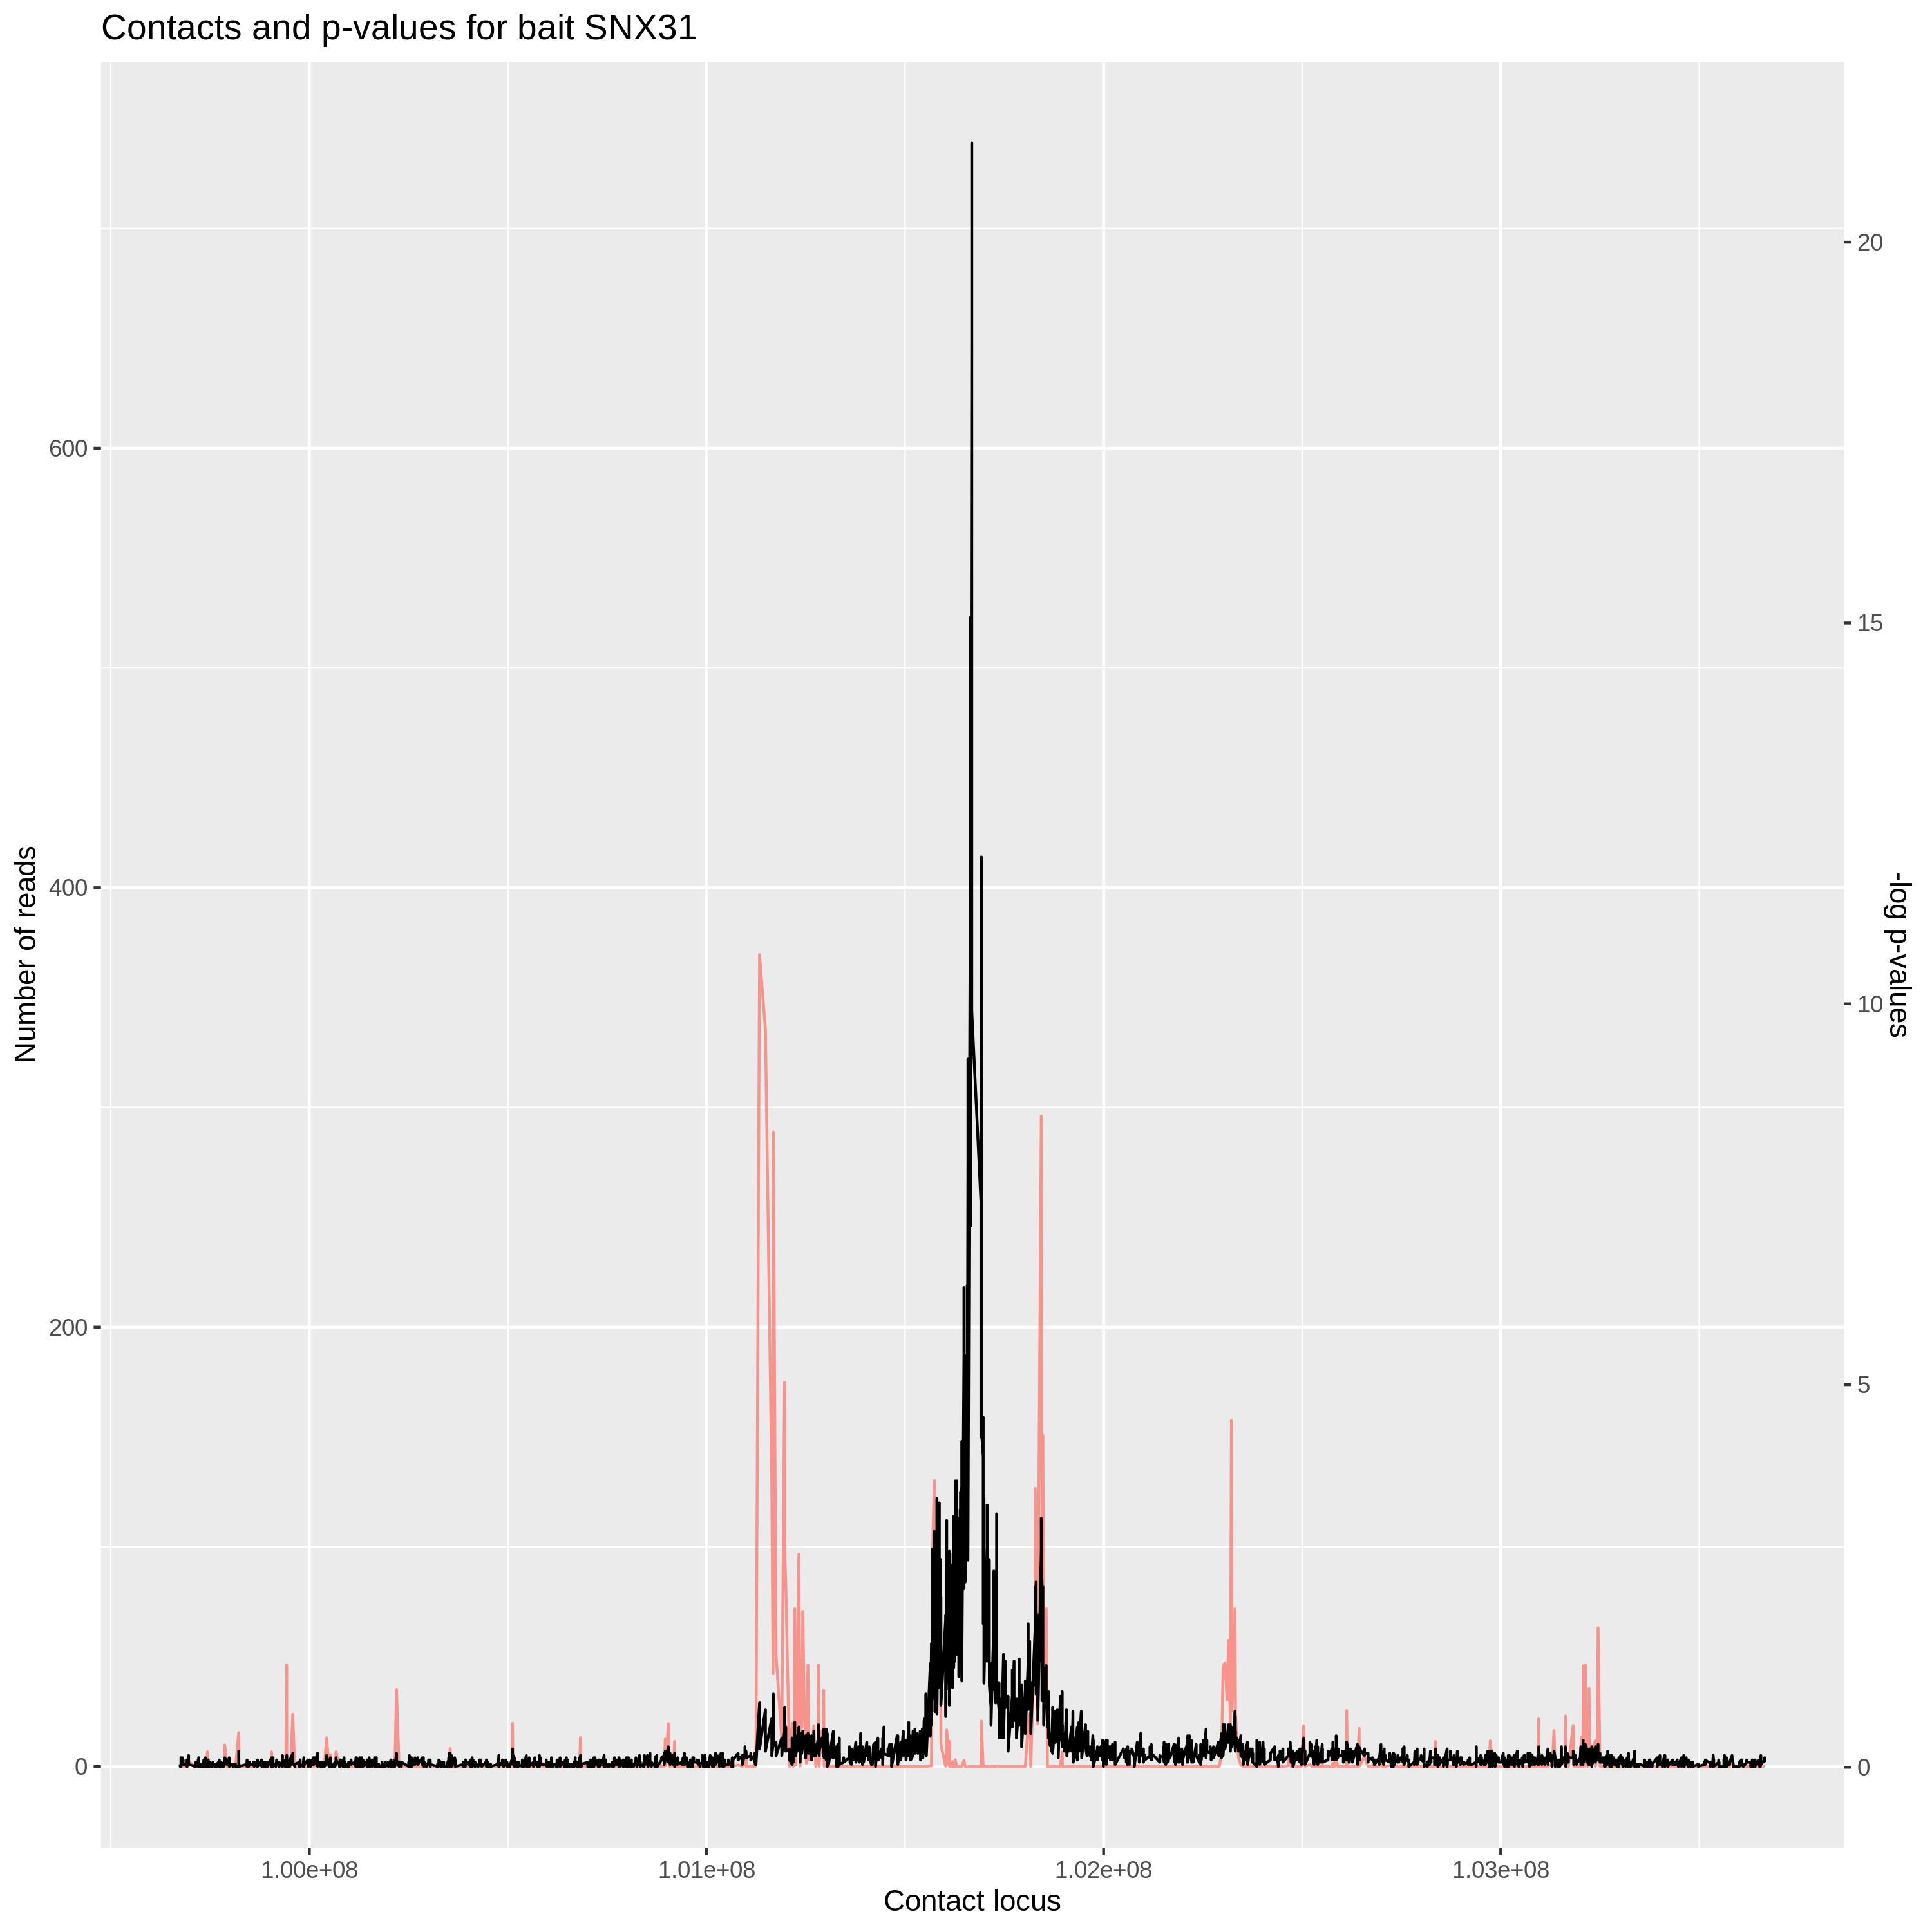 Contacts and p-values for bait SNX31
Number of reads
600
400
200
0
20
15
10
5
0
-log p-values
1.00e+08 1.01e+08 1.02e+08 1.03e+08
Contact locus